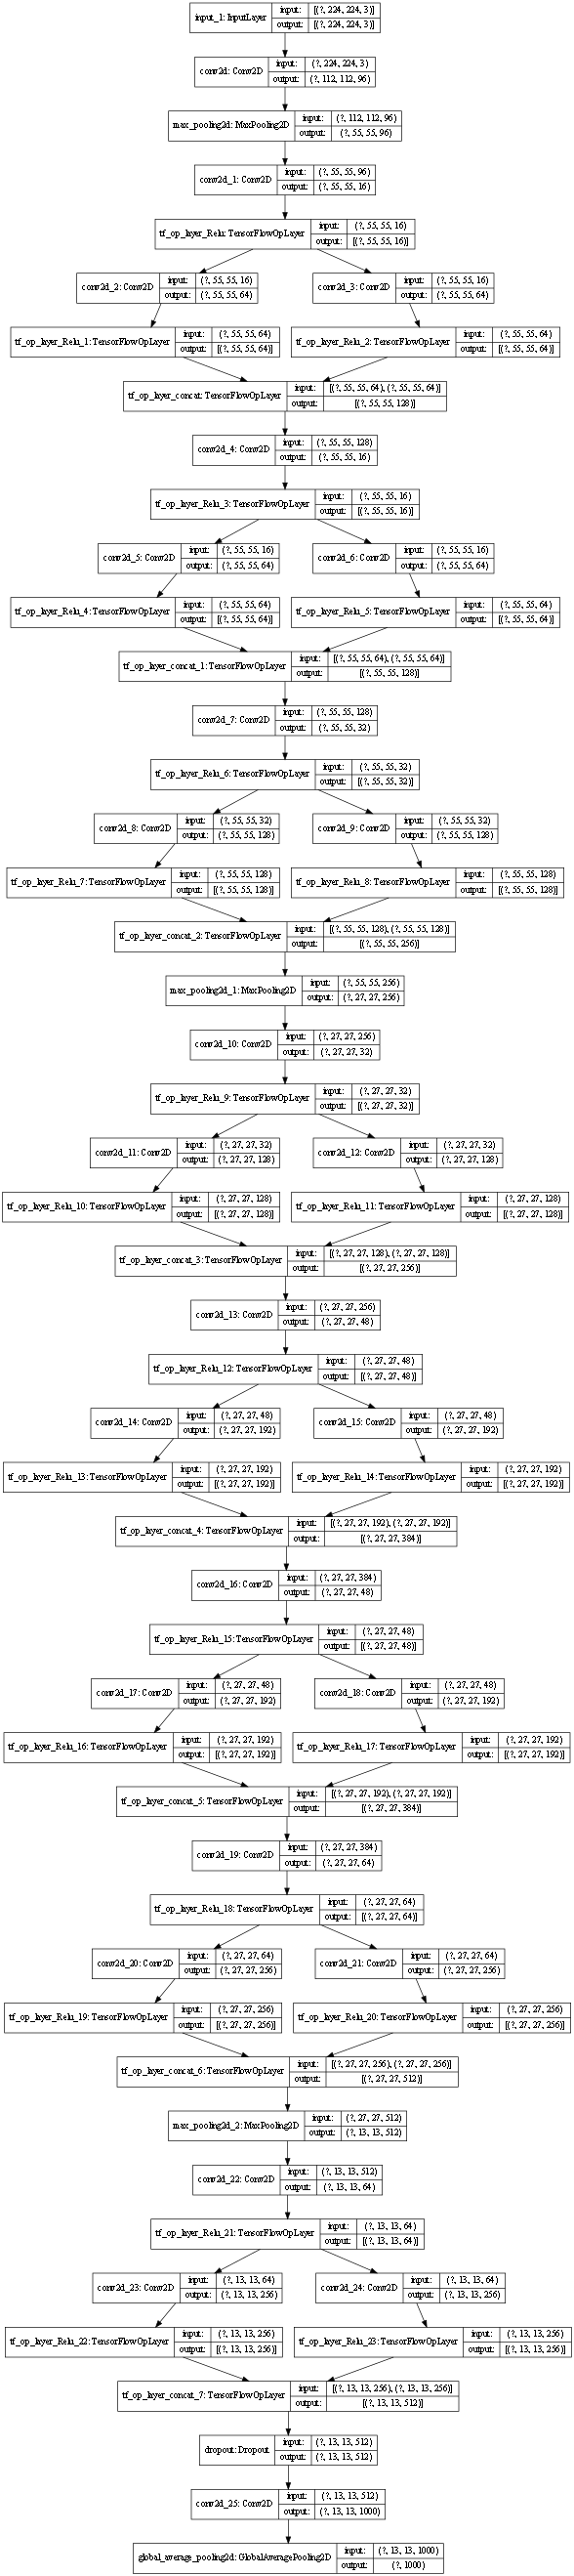 input_1: InputLayer input: [(?, 224, 224, 3)]
output: [(?, 224, 224, 3)]
conv2d: Conv2D input: (?, 224, 224, 3)
output: (?, 112, 112, 96)
max_pooling2d: MaxPooling2D input: (?, 112, 112, 96)
output: (?, 55, 55, 96)
conv2d_1: Conv2D input: (?, 55, 55, 96)
output: (?, 55, 55, 16)
tf_op_layer_Relu: TensorFlowOpLayer input: (?, 55, 55, 16)
output: [(?, 55, 55, 16)]
conv2d_2: Conv2D input: (?, 55, 55, 16) conv2d_3: Conv2D input: (?, 55, 55, 16)
output: (?, 55, 55, 64) output: (?, 55, 55, 64)
tf_op_layer_Relu_1: TensorFlowOpLayer input: (?, 55, 55, 64) tf_op_layer_Relu_2: TensorFlowOpLayer input: (?, 55, 55, 64)
output: [(?, 55, 55, 64)] output: [(?, 55, 55, 64)]
tf_op_layer_concat: TensorFlowOpLayer input: [(?, 55, 55, 64), (?, 55, 55, 64)]
output: [(?, 55, 55, 128)]
conv2d_4: Conv2D input: (?, 55, 55, 128)
output: (?, 55, 55, 16)
tf_op_layer_Relu_3: TensorFlowOpLayer input: (?, 55, 55, 16)
output: [(?, 55, 55, 16)]
conv2d_5: Conv2D input: (?, 55, 55, 16) conv2d_6: Conv2D input: (?, 55, 55, 16)
output: (?, 55, 55, 64) output: (?, 55, 55, 64)
tf_op_layer_Relu_4: TensorFlowOpLayer input: (?, 55, 55, 64) tf_op_layer_Relu_5: TensorFlowOpLayer input: (?, 55, 55, 64)
output: [(?, 55, 55, 64)] output: [(?, 55, 55, 64)]
tf_op_layer_concat_1: TensorFlowOpLayer input: [(?, 55, 55, 64), (?, 55, 55, 64)]
output: [(?, 55, 55, 128)]
conv2d_7: Conv2D input: (?, 55, 55, 128)
output: (?, 55, 55, 32)
tf_op_layer_Relu_6: TensorFlowOpLayer input: (?, 55, 55, 32)
output: [(?, 55, 55, 32)]
conv2d_8: Conv2D input: (?, 55, 55, 32) conv2d_9: Conv2D input: (?, 55, 55, 32)
output: (?, 55, 55, 128) output: (?, 55, 55, 128)
tf_op_layer_Relu_7: TensorFlowOpLayer input: (?, 55, 55, 128) tf_op_layer_Relu_8: TensorFlowOpLayer input: (?, 55, 55, 128)
output: [(?, 55, 55, 128)] output: [(?, 55, 55, 128)]
tf_op_layer_concat_2: TensorFlowOpLayer input: [(?, 55, 55, 128), (?, 55, 55, 128)]
output: [(?, 55, 55, 256)]
max_pooling2d_1: MaxPooling2D input: (?, 55, 55, 256)
output: (?, 27, 27, 256)
conv2d_10: Conv2D input: (?, 27, 27, 256)
output: (?, 27, 27, 32)
tf_op_layer_Relu_9: TensorFlowOpLayer input: (?, 27, 27, 32)
output: [(?, 27, 27, 32)]
conv2d_11: Conv2D input: (?, 27, 27, 32) conv2d_12: Conv2D input: (?, 27, 27, 32)
output: (?, 27, 27, 128) output: (?, 27, 27, 128)
tf_op_layer_Relu_10: TensorFlowOpLayer input: (?, 27, 27, 128) tf_op_layer_Relu_11: TensorFlowOpLayer input: (?, 27, 27, 128)
output: [(?, 27, 27, 128)] output: [(?, 27, 27, 128)]
tf_op_layer_concat_3: TensorFlowOpLayer input: [(?, 27, 27, 128), (?, 27, 27, 128)]
output: [(?, 27, 27, 256)]
conv2d_13: Conv2D input: (?, 27, 27, 256)
output: (?, 27, 27, 48)
tf_op_layer_Relu_12: TensorFlowOpLayer input: (?, 27, 27, 48)
output: [(?, 27, 27, 48)]
conv2d_14: Conv2D input: (?, 27, 27, 48) conv2d_15: Conv2D input: (?, 27, 27, 48)
output: (?, 27, 27, 192) output: (?, 27, 27, 192)
tf_op_layer_Relu_13: TensorFlowOpLayer input: (?, 27, 27, 192) tf_op_layer_Relu_14: TensorFlowOpLayer input: (?, 27, 27, 192)
output: [(?, 27, 27, 192)] output: [(?, 27, 27, 192)]
tf_op_layer_concat_4: TensorFlowOpLayer input: [(?, 27, 27, 192), (?, 27, 27, 192)]
output: [(?, 27, 27, 384)]
conv2d_16: Conv2D input: (?, 27, 27, 384)
output: (?, 27, 27, 48)
tf_op_layer_Relu_15: TensorFlowOpLayer input: (?, 27, 27, 48)
output: [(?, 27, 27, 48)]
conv2d_17: Conv2D input: (?, 27, 27, 48) conv2d_18: Conv2D input: (?, 27, 27, 48)
output: (?, 27, 27, 192) output: (?, 27, 27, 192)
tf_op_layer_Relu_16: TensorFlowOpLayer input: (?, 27, 27, 192) tf_op_layer_Relu_17: TensorFlowOpLayer input: (?, 27, 27, 192)
output: [(?, 27, 27, 192)] output: [(?, 27, 27, 192)]
tf_op_layer_concat_5: TensorFlowOpLayer input: [(?, 27, 27, 192), (?, 27, 27, 192)]
output: [(?, 27, 27, 384)]
conv2d_19: Conv2D input: (?, 27, 27, 384)
output: (?, 27, 27, 64)
tf_op_layer_Relu_18: TensorFlowOpLayer input: (?, 27, 27, 64)
output: [(?, 27, 27, 64)]
conv2d_20: Conv2D input: (?, 27, 27, 64) conv2d_21: Conv2D input: (?, 27, 27, 64)
output: (?, 27, 27, 256) output: (?, 27, 27, 256)
tf_op_layer_Relu_19: TensorFlowOpLayer input: (?, 27, 27, 256) tf_op_layer_Relu_20: TensorFlowOpLayer input: (?, 27, 27, 256)
output: [(?, 27, 27, 256)] output: [(?, 27, 27, 256)]
tf_op_layer_concat_6: TensorFlowOpLayer input: [(?, 27, 27, 256), (?, 27, 27, 256)]
output: [(?, 27, 27, 512)]
max_pooling2d_2: MaxPooling2D input: (?, 27, 27, 512)
output: (?, 13, 13, 512)
conv2d_22: Conv2D input: (?, 13, 13, 512)
output: (?, 13, 13, 64)
tf_op_layer_Relu_21: TensorFlowOpLayer input: (?, 13, 13, 64)
output: [(?, 13, 13, 64)]
conv2d_23: Conv2D input: (?, 13, 13, 64) conv2d_24: Conv2D input: (?, 13, 13, 64)
output: (?, 13, 13, 256) output: (?, 13, 13, 256)
tf_op_layer_Relu_22: TensorFlowOpLayer input: (?, 13, 13, 256) tf_op_layer_Relu_23: TensorFlowOpLayer input: (?, 13, 13, 256)
output: [(?, 13, 13, 256)] output: [(?, 13, 13, 256)]
tf_op_layer_concat_7: TensorFlowOpLayer input: [(?, 13, 13, 256), (?, 13, 13, 256)]
output: [(?, 13, 13, 512)]
dropout: Dropout input: (?, 13, 13, 512)
output: (?, 13, 13, 512)
conv2d_25: Conv2D input: (?, 13, 13, 512)
output: (?, 13, 13, 1000)
global_average_pooling2d: GlobalAveragePooling2D input: (?, 13, 13, 1000)
output: (?, 1000)